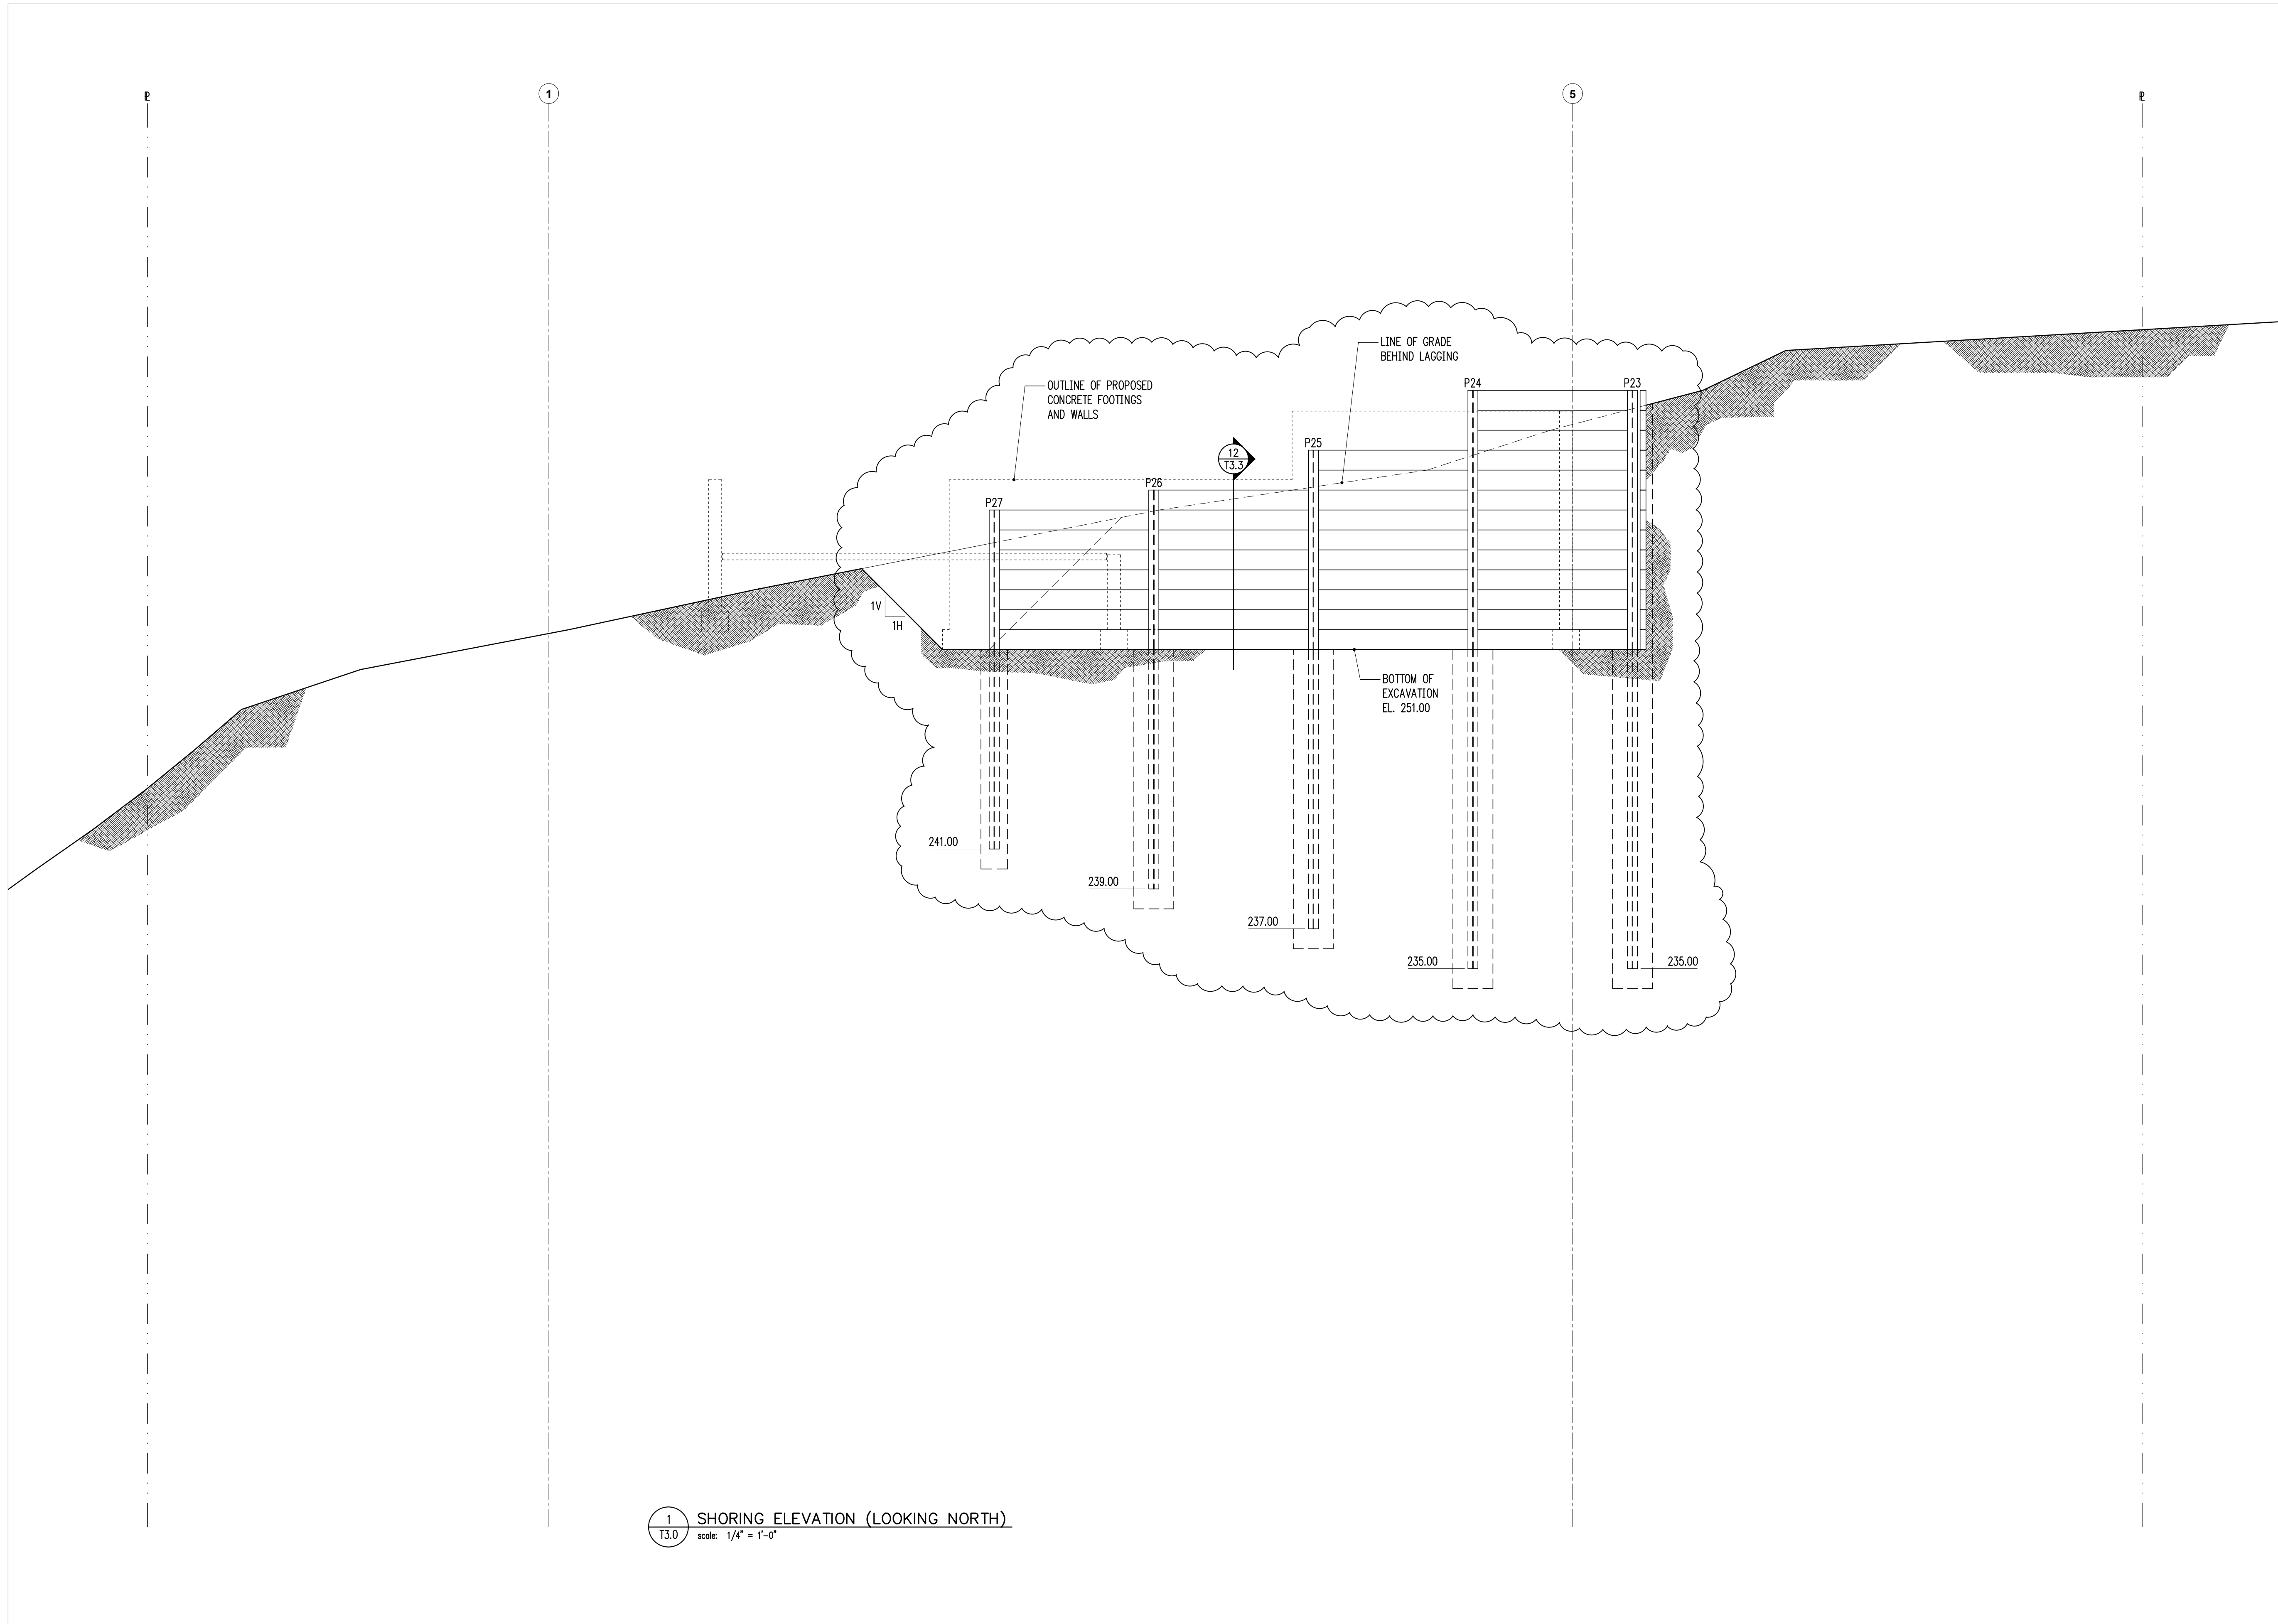 ℄
1
5
℄
LINE OF GRADE
BEHIND LAGGING
OUTLINE OF PROPOSED
CONCRETE FOOTINGS
AND WALLS
P24
P23
P25
12
T3.3
P26
P27
1V
1H
BOTTOM OF
EXCAVATION
EL. 251.00
241.00
239.00
237.00
235.00
235.00
1
T3.0
SHORING ELEVATION (LOOKING NORTH)
scale: 1/4" = 1'-0"